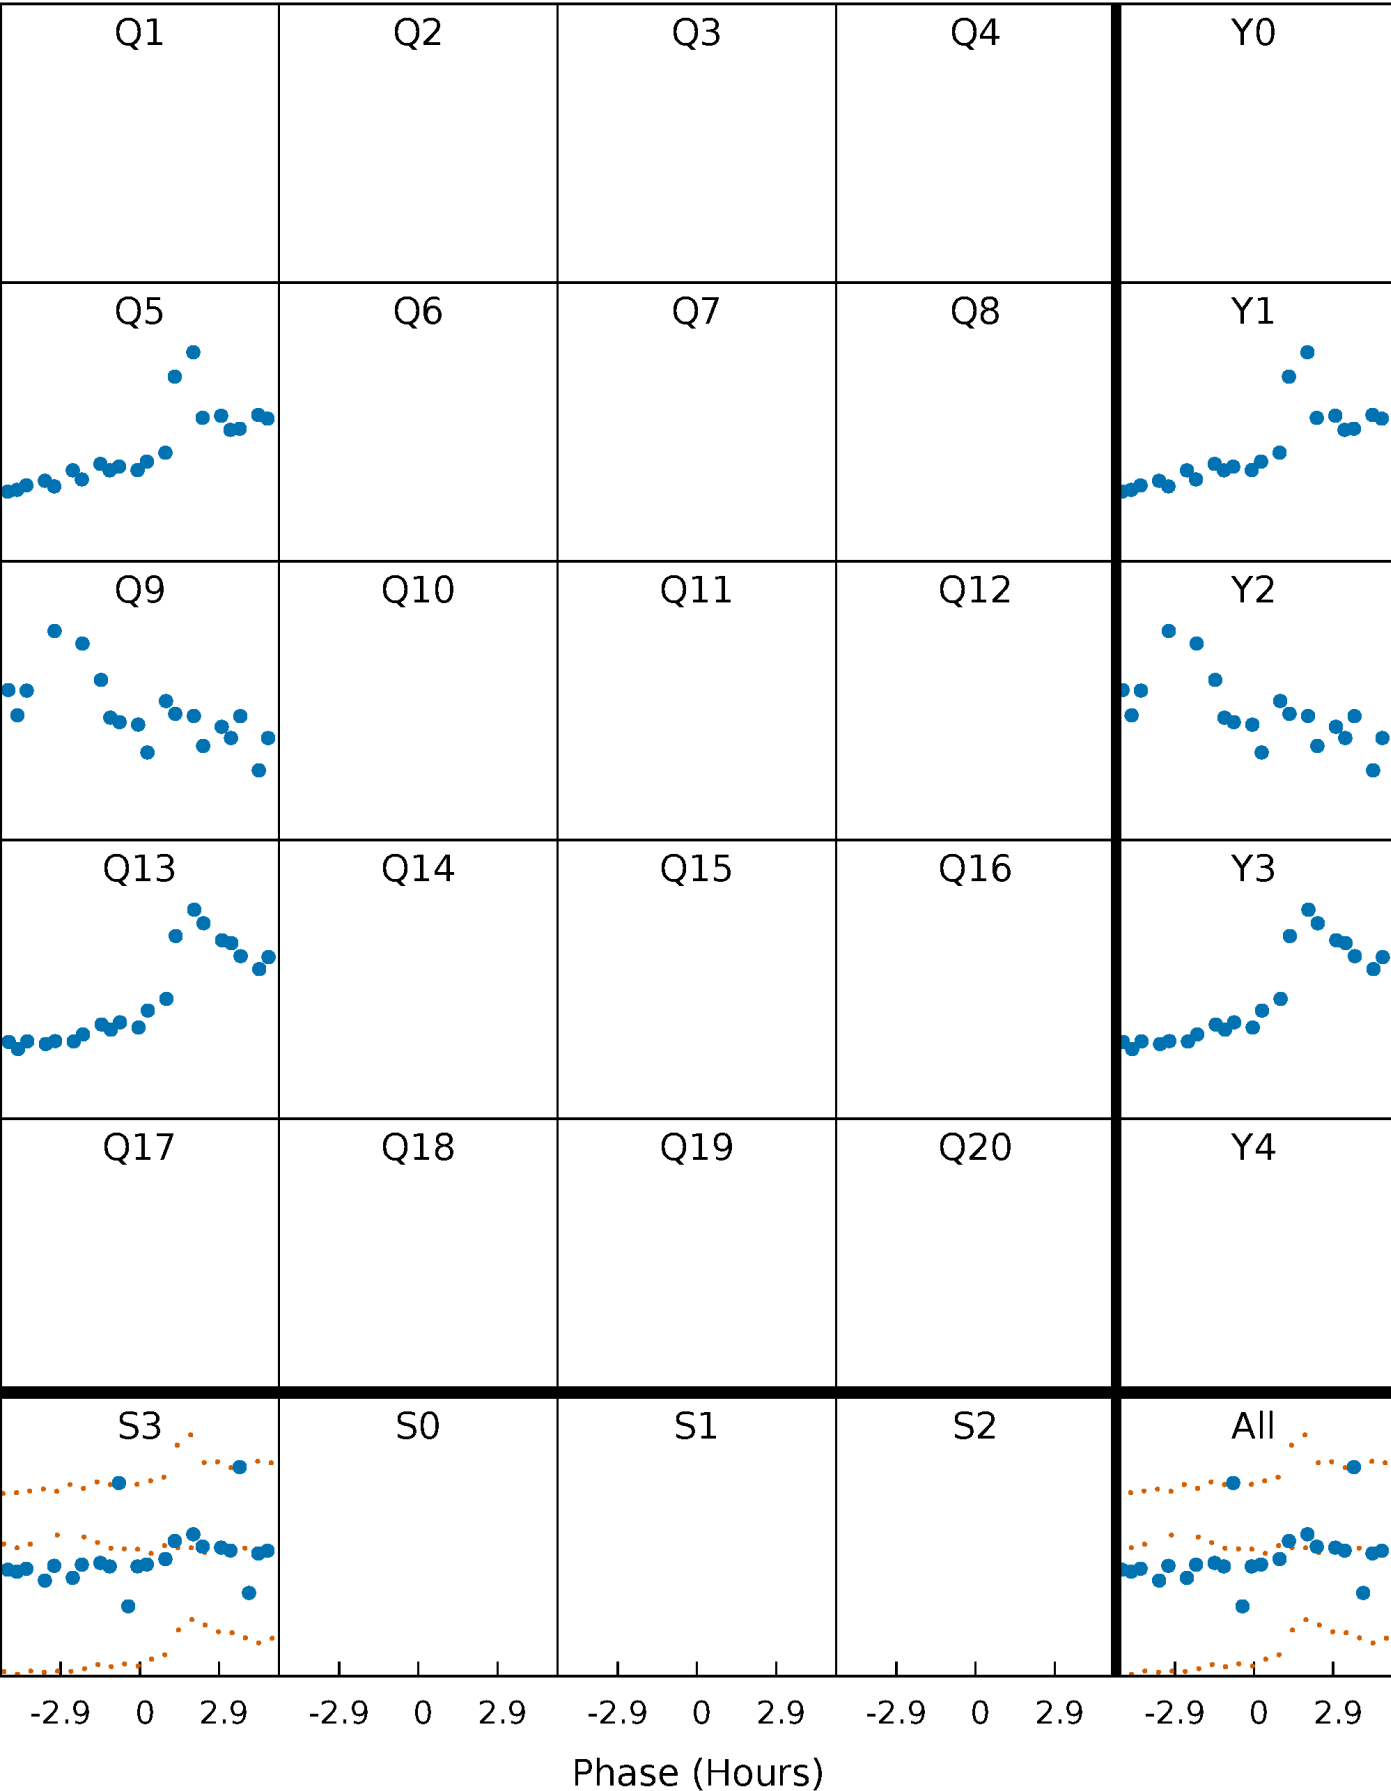 Q1 Q2 Q3 Q4 Y0
Q5 Q6 Q7 Q8 Y1
Q9 Q10 Q11 Q12 Y2
Q13 Q14 Q15 Q16 Y3
Q17 Q18 Q19 Q20 Y4
S3 S0 S1 S2 All
-2.9 0 2.9 -2.9 0 2.9 -2.9 0 2.9 -2.9 0 2.9 -2.9 0 2.9
Phase (Hours)